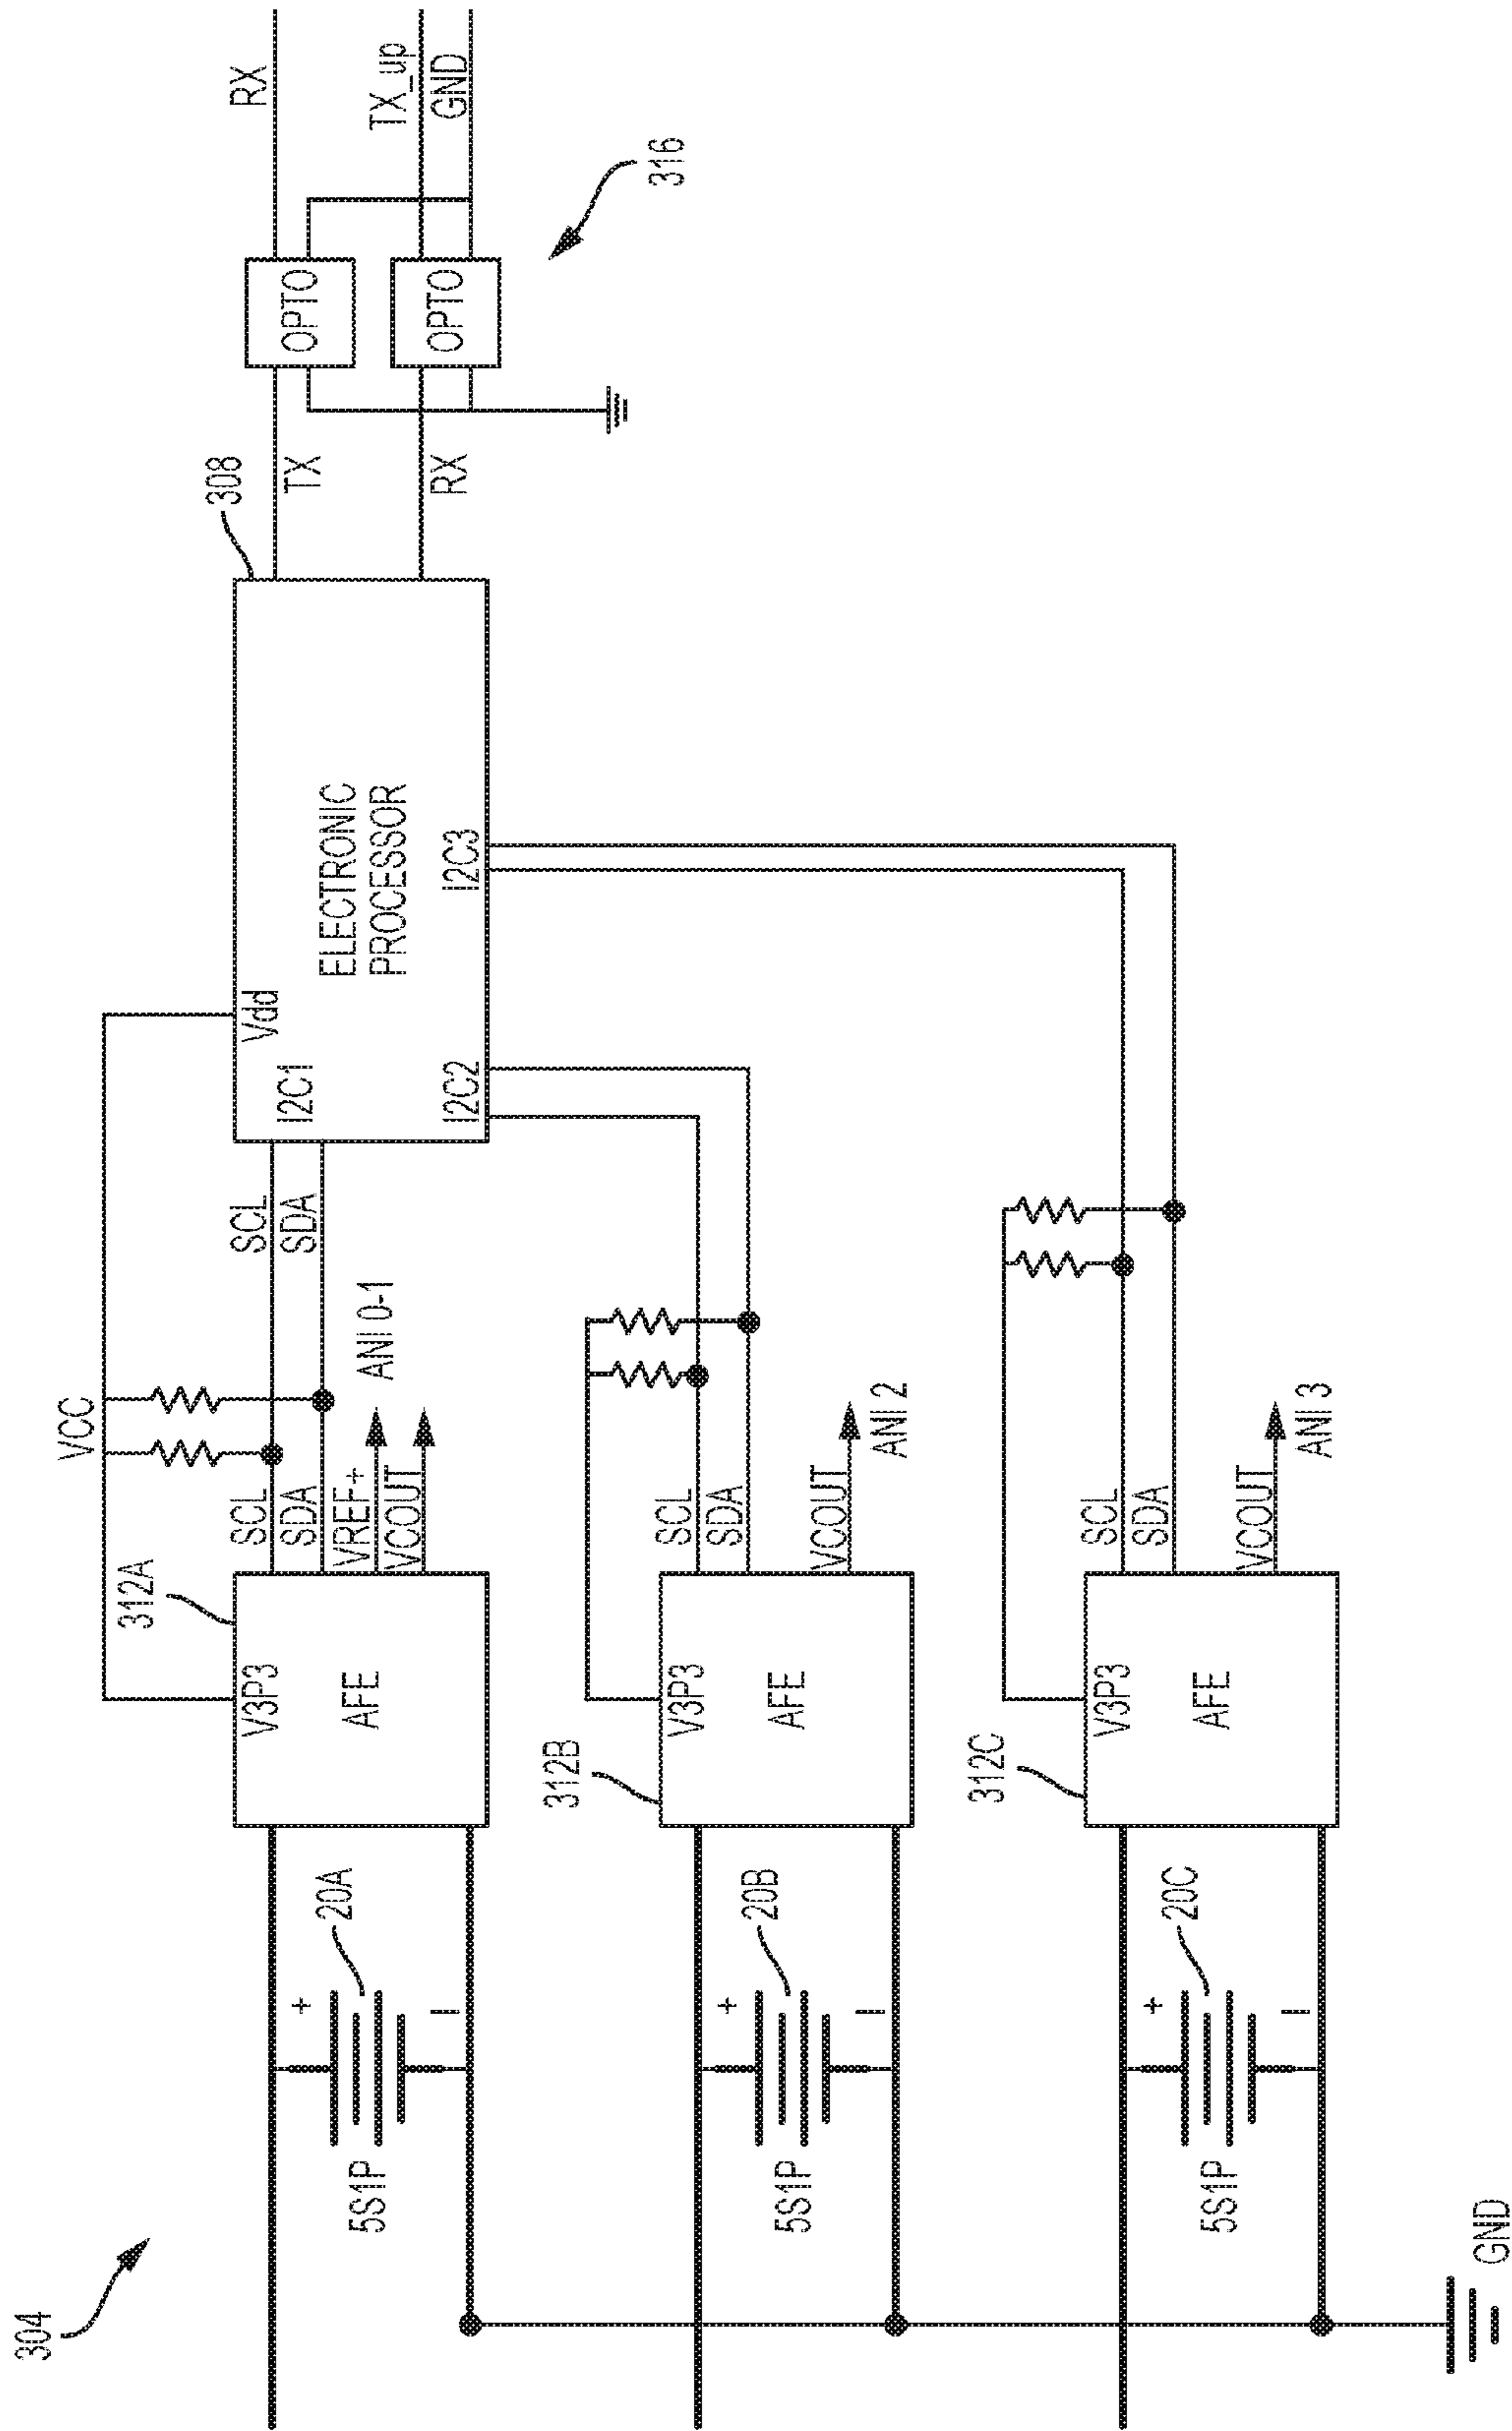 304
VCC
312A
V3P3
AFE
SCL
SDA
VREF+
VCOUT
ANI 0-1
SCL
SDA
Vdd
I2C1
I2C2
I2C3
ELECTRONIC
PROCESSOR
308
TX
RX
OPTO
OPTO
RX
TX_up
GND
316
+
20A
–
5S1P
312B
V3P3
AFE
SCL
SDA
VCOUT
ANI 2
+
20B
–
5S1P
312C
V3P3
AFE
SCL
SDA
VCOUT
ANI 3
+
20C
–
5S1P
GND